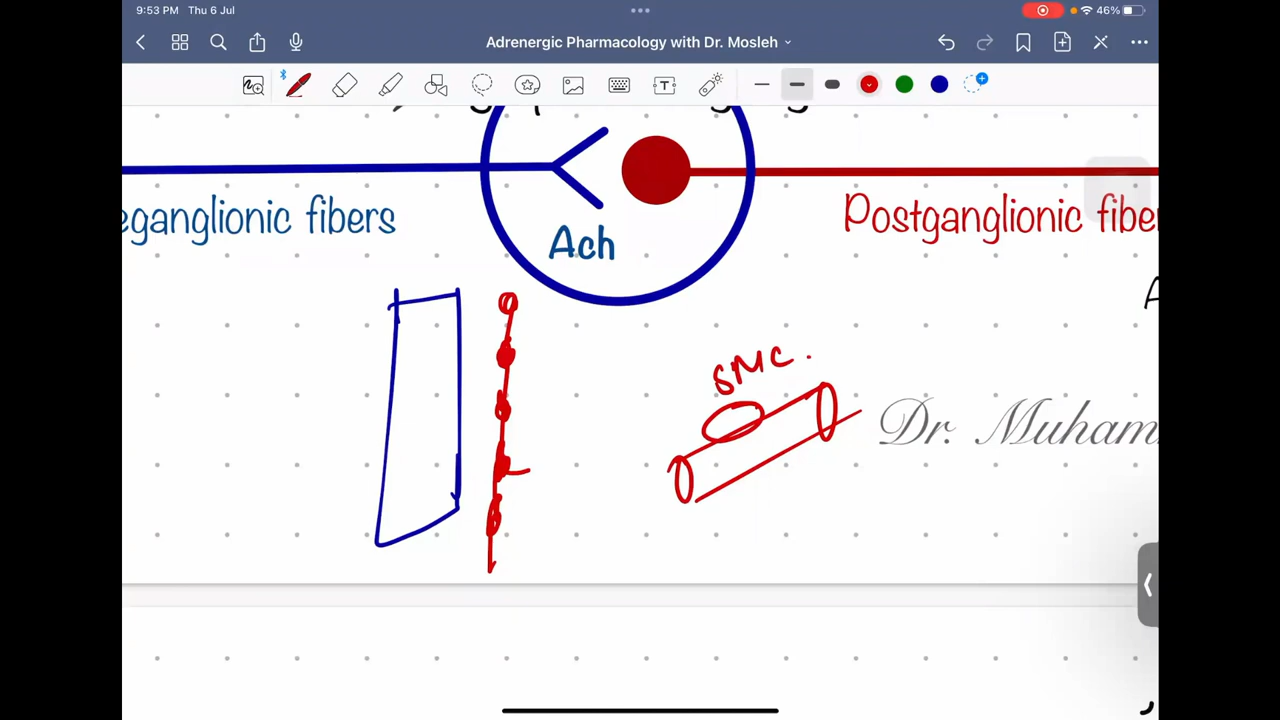 9:53 PM Thu 6 Jul
46%
Adrenergic Pharmacology with Dr. Mosleh
T
eganglionic fibers
Postganglionic fiber
Ach
A
SMC.
Dr. Muham